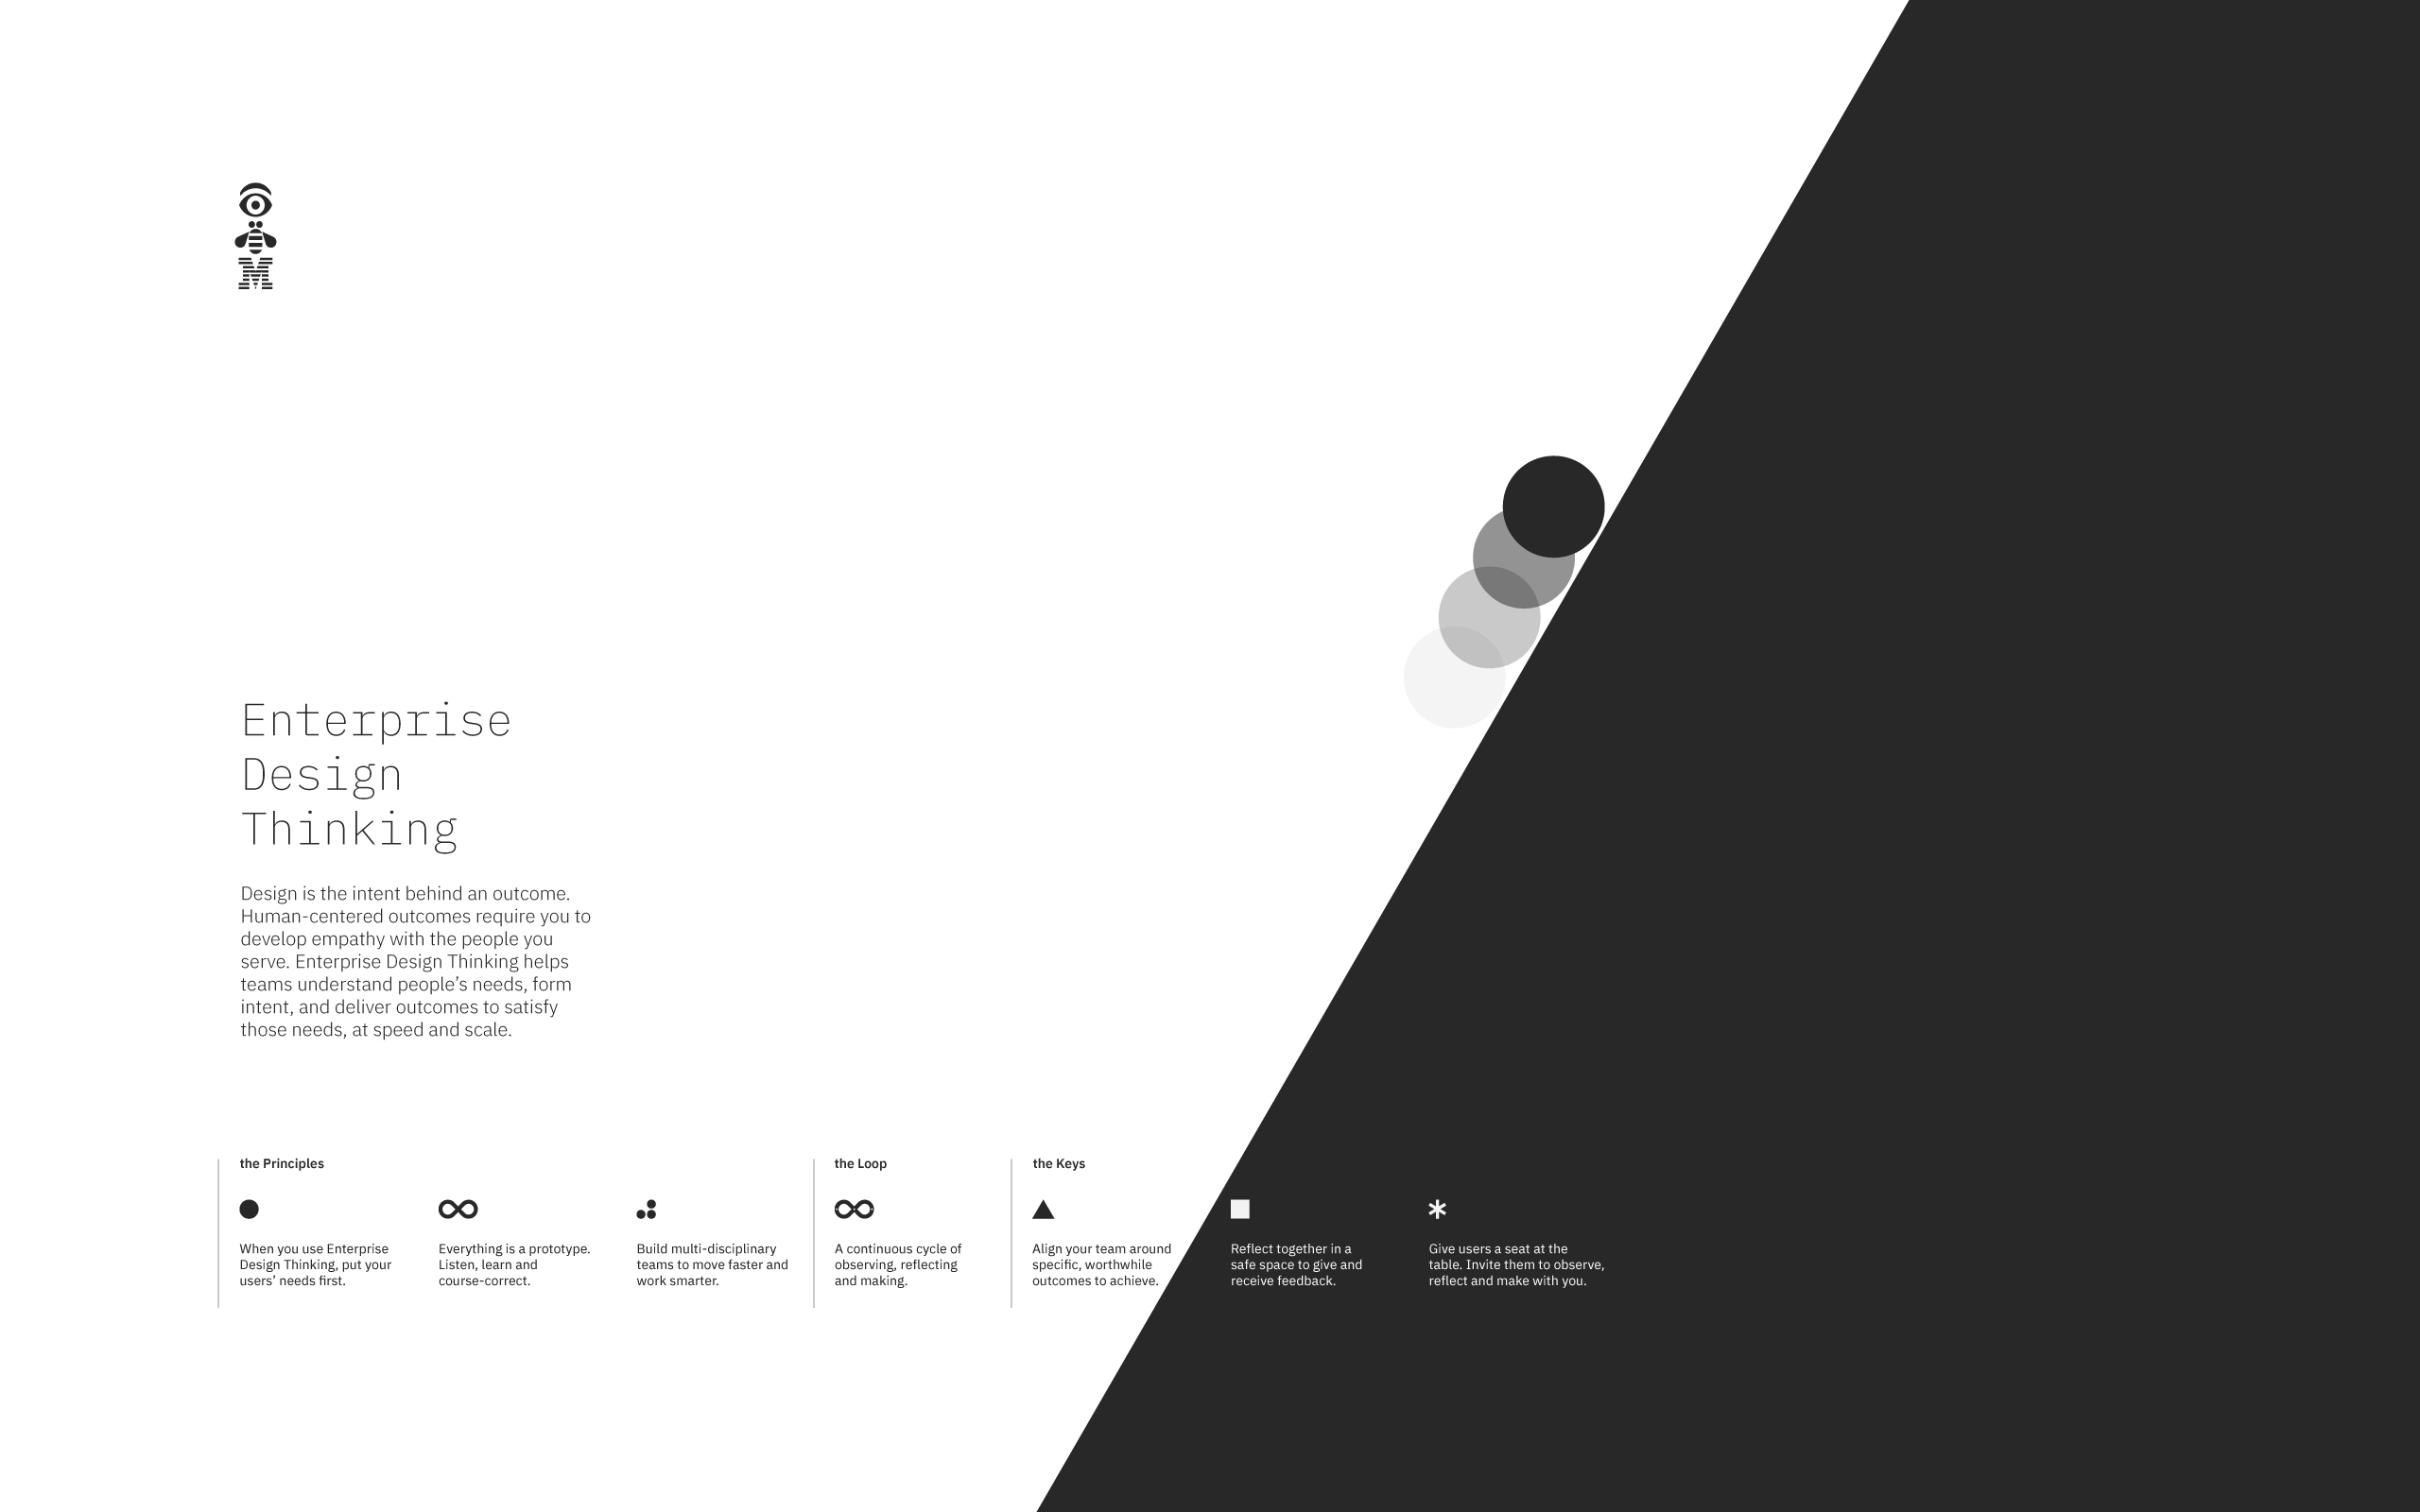 M
Enterprise
Design
Thinking
Design is the intent behind an outcome.
Human-centered outcomes require you to
develop empathy with the people you
serve. Enterprise Design Thinking helps
teams understand people’s needs, form
intent, and deliver outcomes to satisfy
those needs, at speed and scale.
the Principles
When you use Enterprise
Design Thinking, put your
users’ needs first.
Everything is a prototype.
Listen, learn and
course-correct.
Build multi-disciplinary
teams to move faster and
work smarter.
the Loop
A continuous cycle of
observing, reflecting
and making.
the Keys
Align your team around
specific, worthwhile
outcomes to achieve.
Reflect together in a
safe space to give and
receive feedback.
Give users a seat at the
table. Invite them to observe,
reflect and make with you.